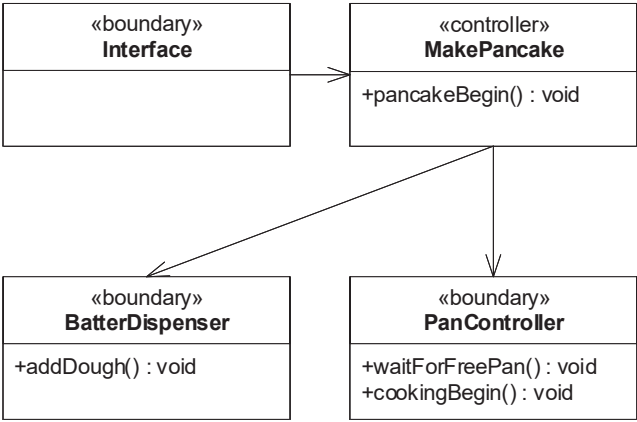 «boundary»
Interface
«controller»
MakePancake
+pancakeBegin() : void
«boundary»
BatterDispenser
+addDough() : void
«boundary»
PanController
+waitForFreePan() : void
+cookingBegin() : void